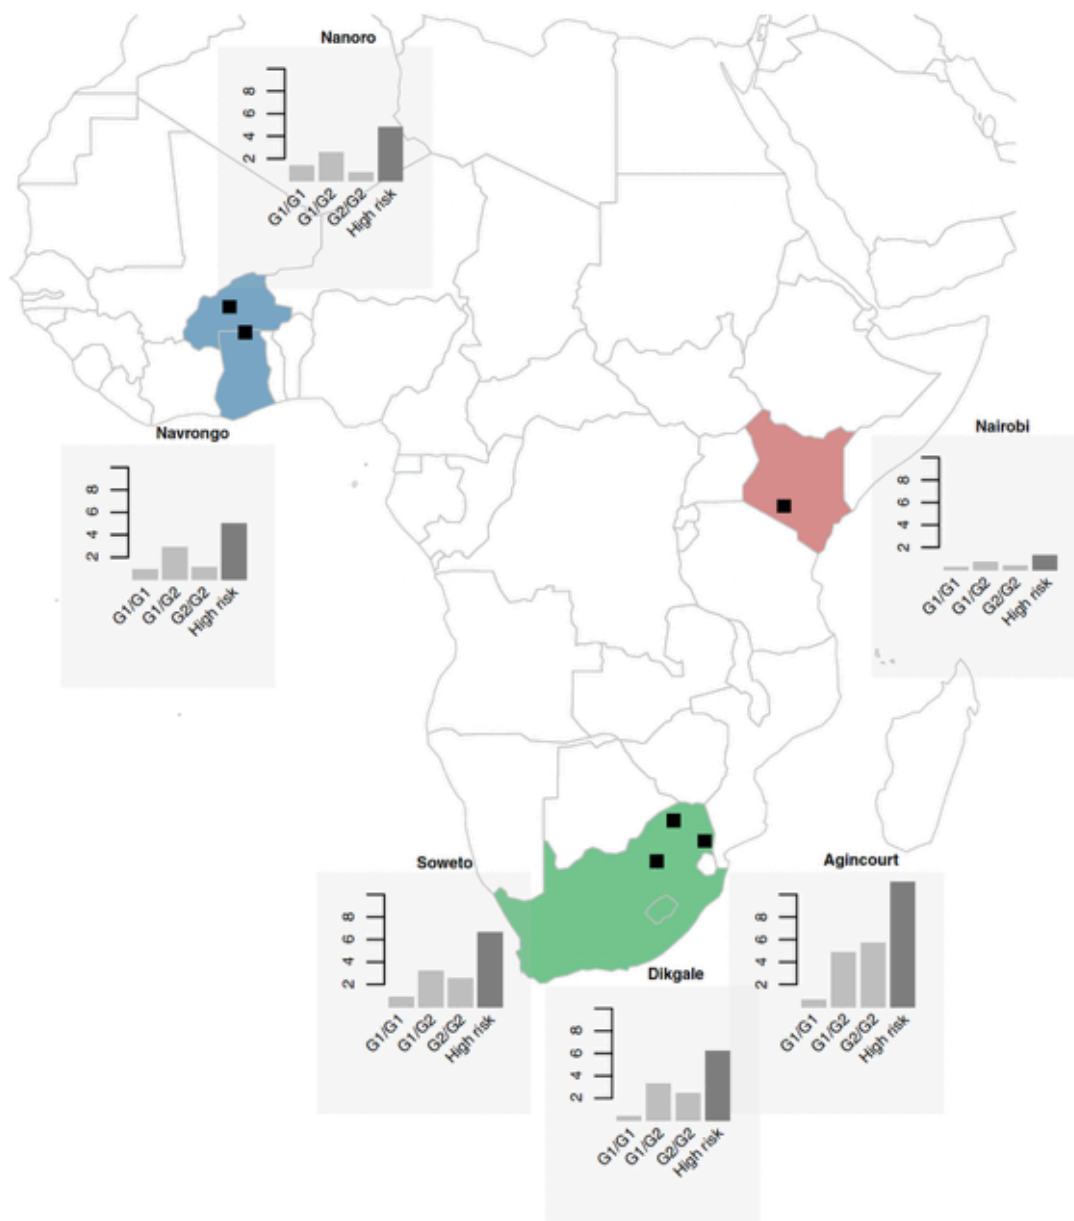 Nanoro
8
6
4
2
G1/G1
G1/G2
G2/G2
High risk
Navrongo
8
6
4
2
G1/G1
G1/G2
G2/G2
High risk
Nairobi
8
6
4
2
G1/G1
G1/G2
G2/G2
High risk
Soweto
8
6
4
2
G1/G1
G1/G2
G2/G2
High risk
Dikgale
8
6
4
2
G1/G1
G1/G2
G2/G2
High risk
Agincourt
8
6
4
2
G1/G1
G1/G2
G2/G2
High risk